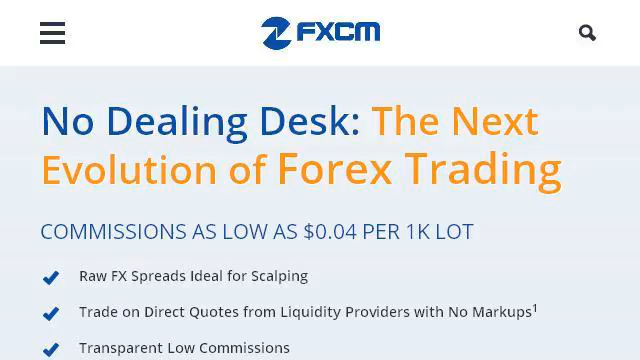 FXCM
No Dealing Desk: The Next
Evolution of Forex Trading
COMMISSIONS AS LOW AS $0.04 PER 1K LOT
Raw FX Spreads Ideal for Scalping
Trade on Direct Quotes from Liquidity Providers with No Markups¹
Transparent Low Commissions